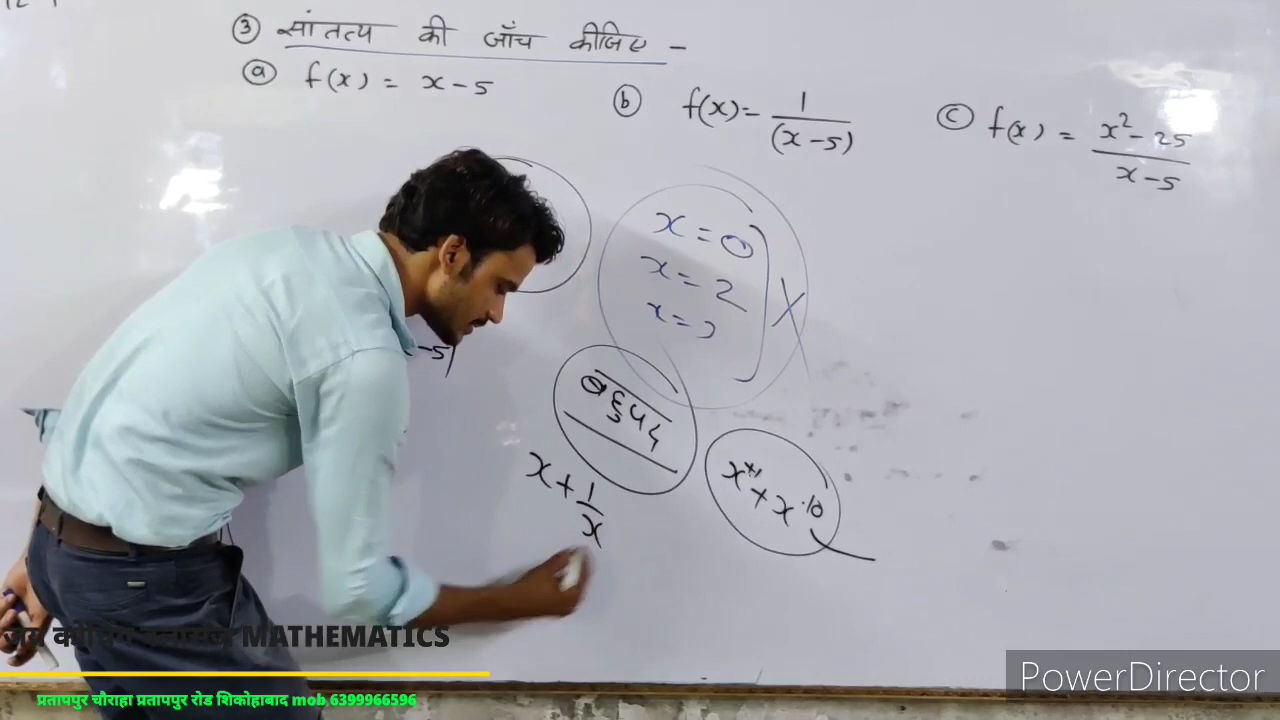 ③ सांतत्य की जाँच कीजिए -
ⓐ f(x) = x - 5
ⓑ f(x) = 1/(x - 5)
ⓒ f(x) = x² - 25 / x - 5
x = 0
x = 2
x =
X
बहुपद
- 5|
x + 1/x
MATHEMATICS
प्रतापपुर चौराहा प्रतापपुर रोड शिकोहाबाद mob 6399966596
PowerDirector